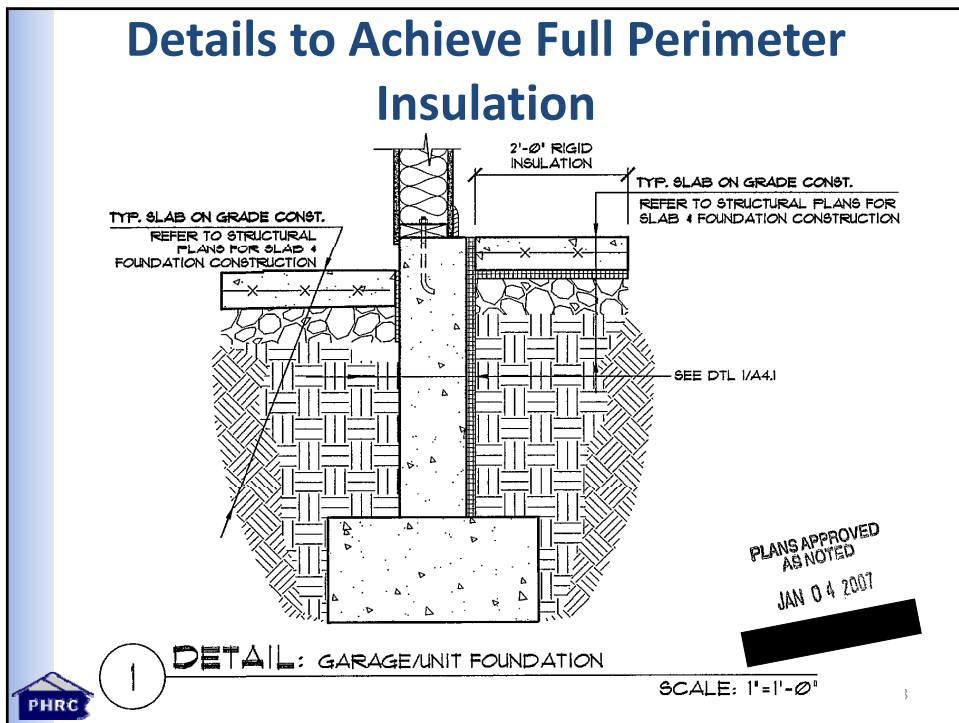 Details to Achieve Full Perimeter
Insulation
2'-0" RIGID
INSULATION
TYP. SLAB ON GRADE CONST.
REFER TO STRUCTURAL PLANS FOR
SLAB & FOUNDATION CONSTRUCTION
TYP. SLAB ON GRADE CONST.
REFER TO STRUCTURAL
PLANS FOR SLAB &
FOUNDATION CONSTRUCTION
SEE DTL 1/A4.1
PLANS APPROVED
AS NOTED
JAN 04 2007
1
DETAIL: GARAGE/UNIT FOUNDATION
SCALE: 1"=1'-0"
PHRC